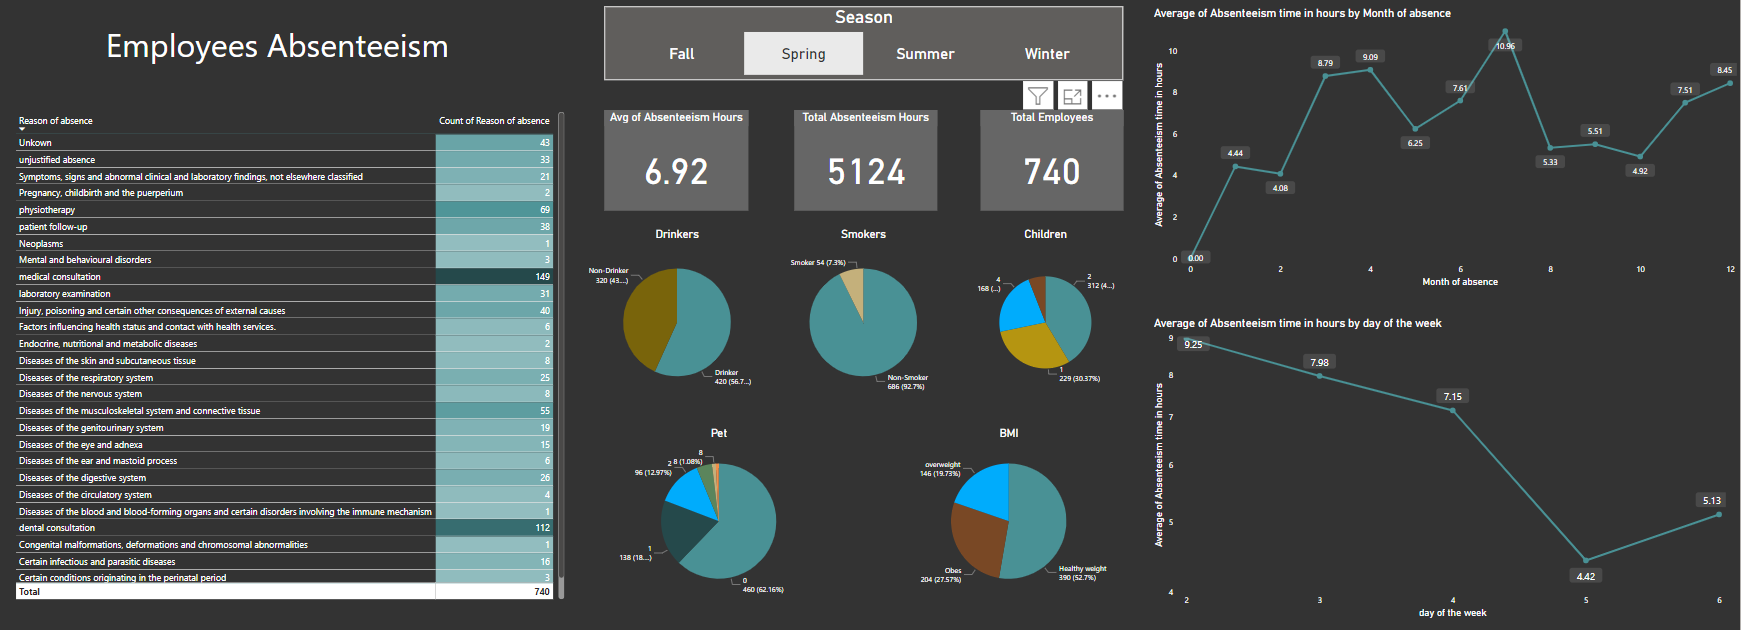 Employees Absenteeism
Season
Fall
Spring
Summer
Winter
Reason of absence Count of Reason of absence
Unkown 43
unjustified absence 33
Symptoms, signs and abnormal clinical and laboratory findings, not elsewhere classified 21
Pregnancy, childbirth and the puerperium 2
physiotherapy 69
patient follow-up 38
Neoplasms 1
Mental and behavioural disorders 3
medical consultation 149
laboratory examination 31
Injury, poisoning and certain other consequences of external causes 40
Factors influencing health status and contact with health services. 6
Endocrine, nutritional and metabolic diseases 2
Diseases of the skin and subcutaneous tissue 8
Diseases of the respiratory system 25
Diseases of the nervous system 8
Diseases of the musculoskeletal system and connective tissue 55
Diseases of the genitourinary system 19
Diseases of the eye and adnexa 15
Diseases of the ear and mastoid process 6
Diseases of the digestive system 26
Diseases of the circulatory system 4
Diseases of the blood and blood-forming organs and certain disorders involving the immune mechanism 1
dental consultation 112
Congenital malformations, deformations and chromosomal abnormalities 1
Certain infectious and parasitic diseases 16
Certain conditions originating in the perinatal period 3
Total 740
Avg of Absenteeism Hours
6.92
Total Absenteeism Hours
5124
Total Employees
740
Drinkers
Non-Drinker
320 (43....)
Drinker
420 (56.7...)
Smokers
Smoker 54 (7.3%)
Non-Smoker
686 (92.7%)
Children
4
168 (...)
2
312 (4...)
1
229 (30.37%)
Pet
8
8 (1.08%)
2
96 (12.97%)
1
138 (18....)
0
460 (62.16%)
BMI
overweight
146 (19.73%)
Obes
204 (27.57%)
Healthy weight
390 (52.7%)
Average of Absenteeism time in hours by Month of absence
Average of Absenteeism time in hours
10
8
6
4
2
0
0.00
4.44
4.08
8.79
9.09
6.25
7.61
10.96
5.33
5.51
4.92
7.51
8.45
0 2 4 6 8 10 12
Month of absence
Average of Absenteeism time in hours by day of the week
Average of Absenteeism time in hours
9
8
7
6
5
4
9.25
7.98
7.15
4.42
5.13
2 3 4 5 6
day of the week